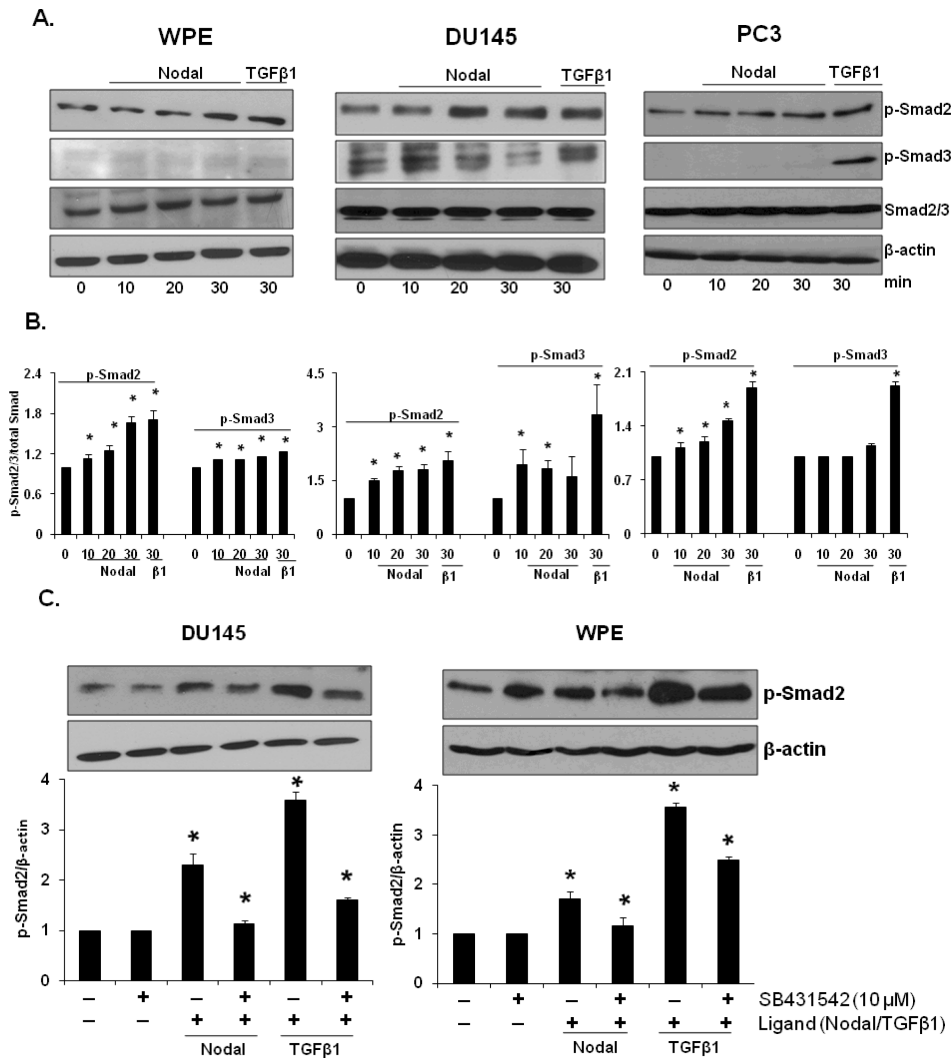 A.
WPE DU145 PC3
Nodal TGFβ1 Nodal TGFβ1 Nodal TGFβ1
p-Smad2
p-Smad3
Smad2/3
β-actin
0 10 20 30 30 0 10 20 30 30 0 10 20 30 30 min
B.
p-Smad2/3/total Smad
2.4
1.8
1.2
0.6
0
p-Smad2
* * * *
p-Smad3
* * * *
0 10 20 30 30 0 10 20 30 30
Nodal β1 Nodal β1
4.5
3
1.5
0
p-Smad2
* * * *
p-Smad3
* * *
0 10 20 30 30 0 10 20 30 30
Nodal β1 Nodal β1
2.1
1.4
0.7
0
p-Smad2
* * * *
p-Smad3
*
0 10 20 30 30 0 10 20 30 30
Nodal β1 Nodal β1
C.
DU145 WPE
p-Smad2
β-actin
p-Smad2/β-actin
4
3
2
1
0
* * * *
p-Smad2/β-actin
4
3
2
1
0
* * * *
– + – + – + – + – + – + SB431542 (10 µM)
– – + + + + – – + + + + Ligand (Nodal/TGFβ1)
Nodal TGFβ1 Nodal TGFβ1